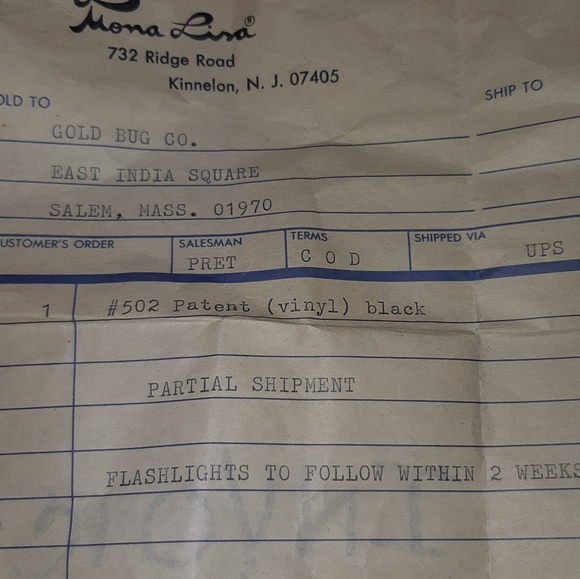 Mona Lisa®
732 Ridge Road
Kinnelon, N. J. 07405
OLD TO
SHIP TO
GOLD BUG CO.
EAST INDIA SQUARE
SALEM, MASS. 01970
USTOMER'S ORDER SALESMAN TERMS SHIPPED VIA
PRET C O D UPS
1 #502 Patent (vinyl) black
PARTIAL SHIPMENT
FLASHLIGHTS TO FOLLOW WITHIN 2 WEEKS